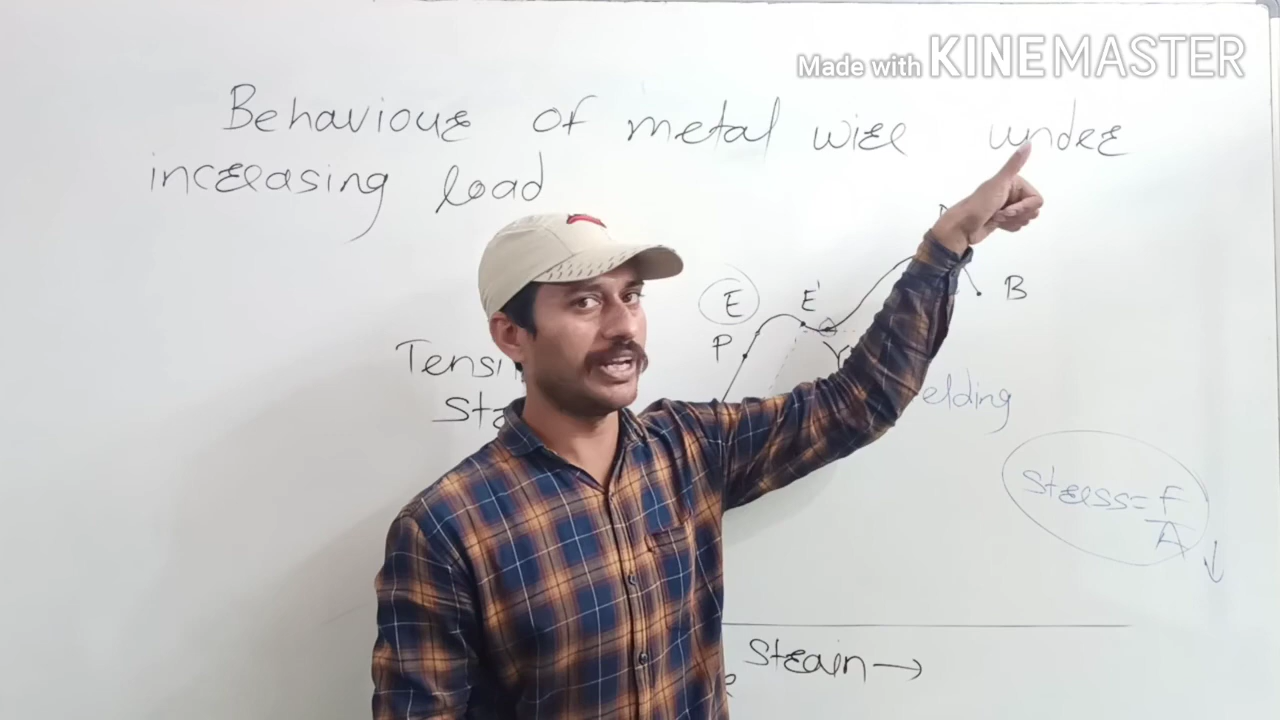 Made with KINEMASTER
Behaviour of metal wire under
increasing load
E E' B
P
Y
Tensi
St
elding
Stress = F
A ↓
Strain →